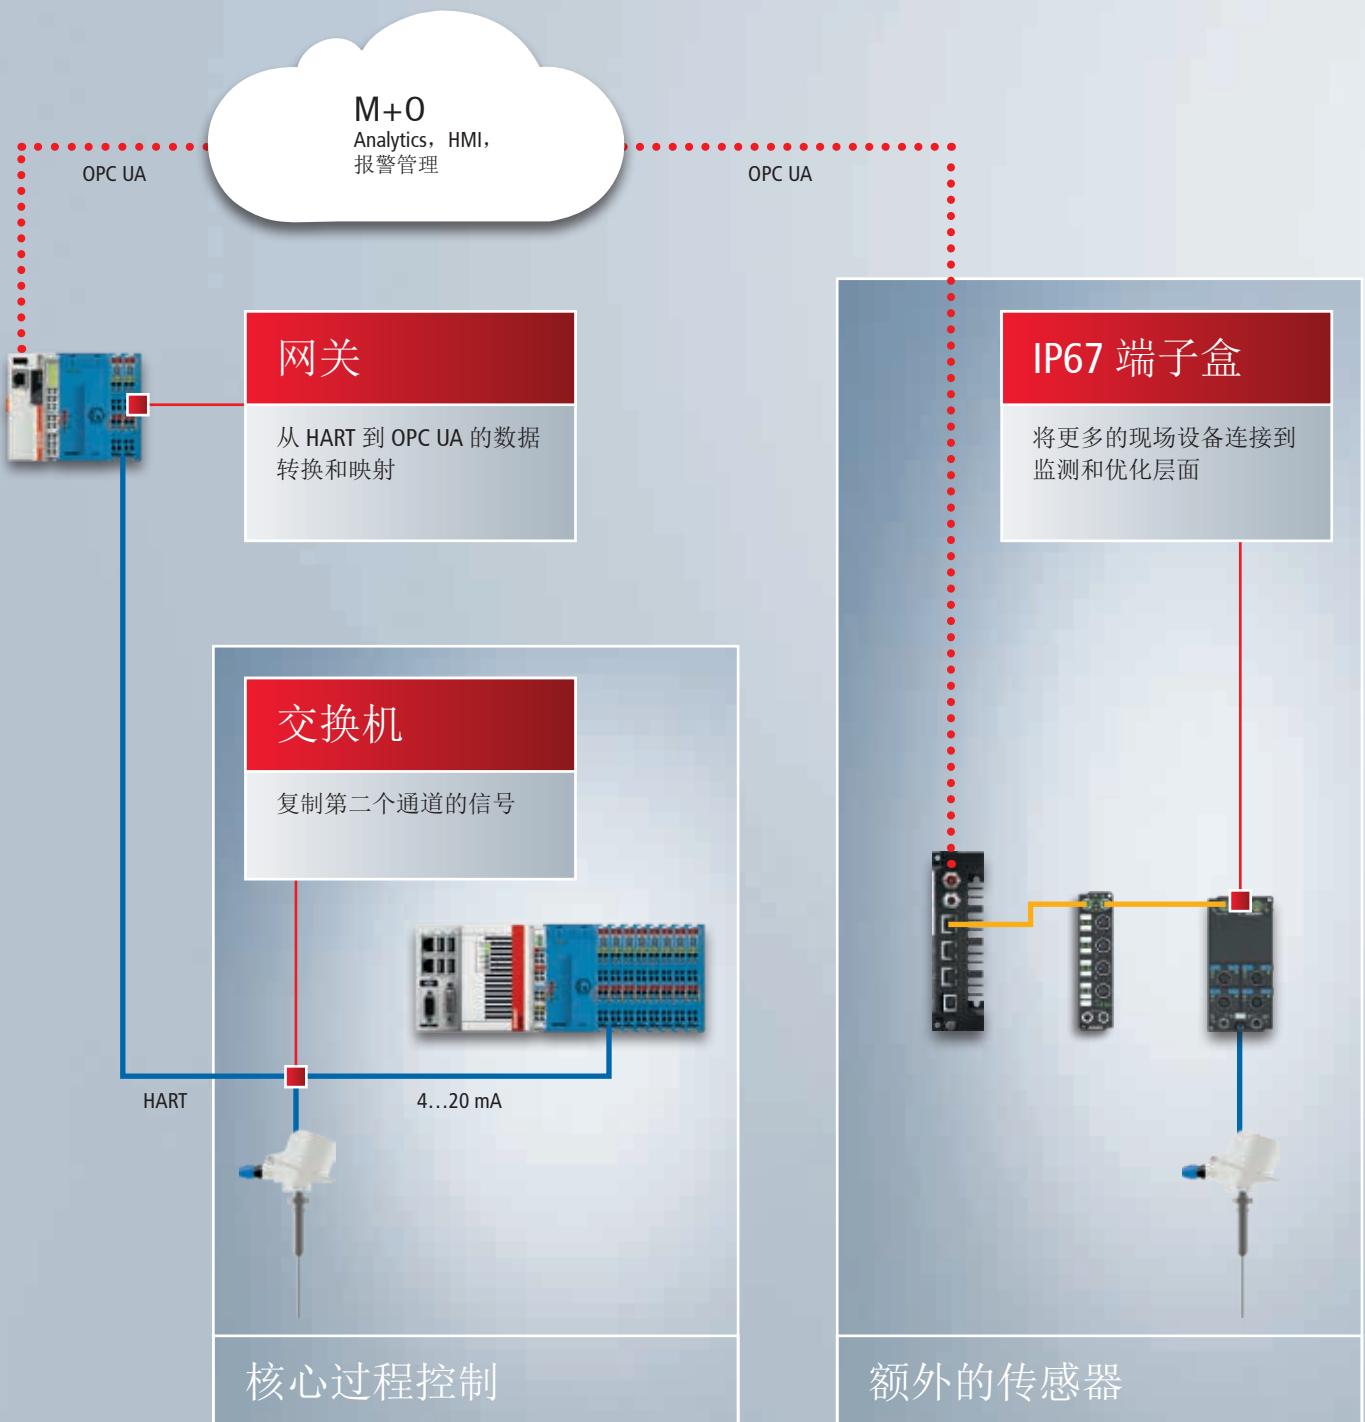 M+O
Analytics，HMI，
报警管理
OPC UA
OPC UA
网关
从 HART 到 OPC UA 的数据
转换和映射
IP67 端子盒
将更多的现场设备连接到
监测和优化层面
交换机
复制第二个通道的信号
HART
4…20 mA
核心过程控制
额外的传感器